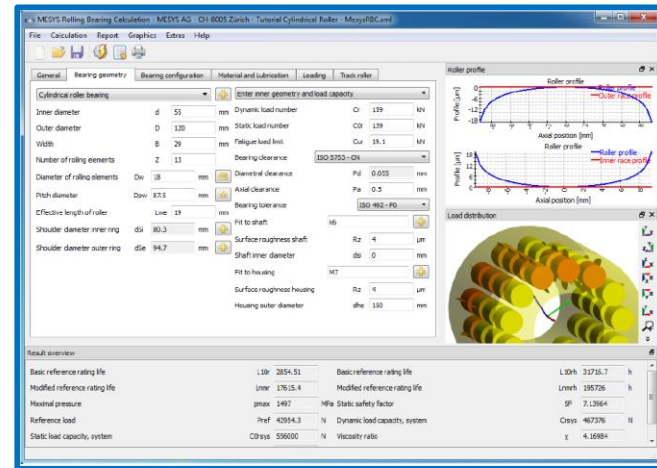 MESYS Rolling Bearing Calculation - MESYS AG - CH-8005 Zürich - Tutorial Cylindrical Roller - MesysRBC.xml
File Calculation Report Graphics Extras Help
General Bearing geometry Bearing configuration Material and Lubrication Loading Track roller
Cylindrical roller bearing
Inner diameter d 55 mm
Outer diameter D 120 mm
Width B 29 mm
Number of rolling elements Z 13
Diameter of rolling elements Dw 18 mm
Pitch diameter Dpw 87.5 mm
Effective length of roller Lwe 19 mm
Shoulder diameter inner ring dSi 80.3 mm
Shoulder diameter outer ring dSe 94.7 mm
Enter inner geometry and load capacity
Dynamic load number Cr 139 kN
Static load number C0r 139 kN
Fatigue load limit Cur 19.1 kN
Bearing clearance ISO 5753 - CN
Diametral clearance Pd 0.055 mm
Axial clearance Pa 0.5 mm
Bearing tolerance ISO 492 - P0
Fit to shaft k6
Surface roughness shaft Rz 4 µm
Shaft inner diameter dsi 0 mm
Fit to housing M7
Surface roughness housing Rz 4 µm
Housing outer diameter dhe 150 mm
Roller profile
Roller profile
Roller profile
Outer race profile
Profile [µm]
0
-6
-12
-18
Axial position [mm]
Roller profile
Roller profile
Inner race profile
18
12
6
0
Axial position [mm]
Load distribution
Result overview
Basic reference rating life L10r 2854.51 Basic reference rating life L10rh 31716.7 h
Modified reference rating life Lnmr 17615.4 Modified reference rating life Lnmrh 195726 h
Maximal pressure pmax 1497 MPa Static safety factor SF 7.13964
Reference load Pref 42954.3 N Dynamic load capacity, system Crsys 467376 N
Static load capacity, system C0rsys 556000 N Viscosity ratio χ 4.16984